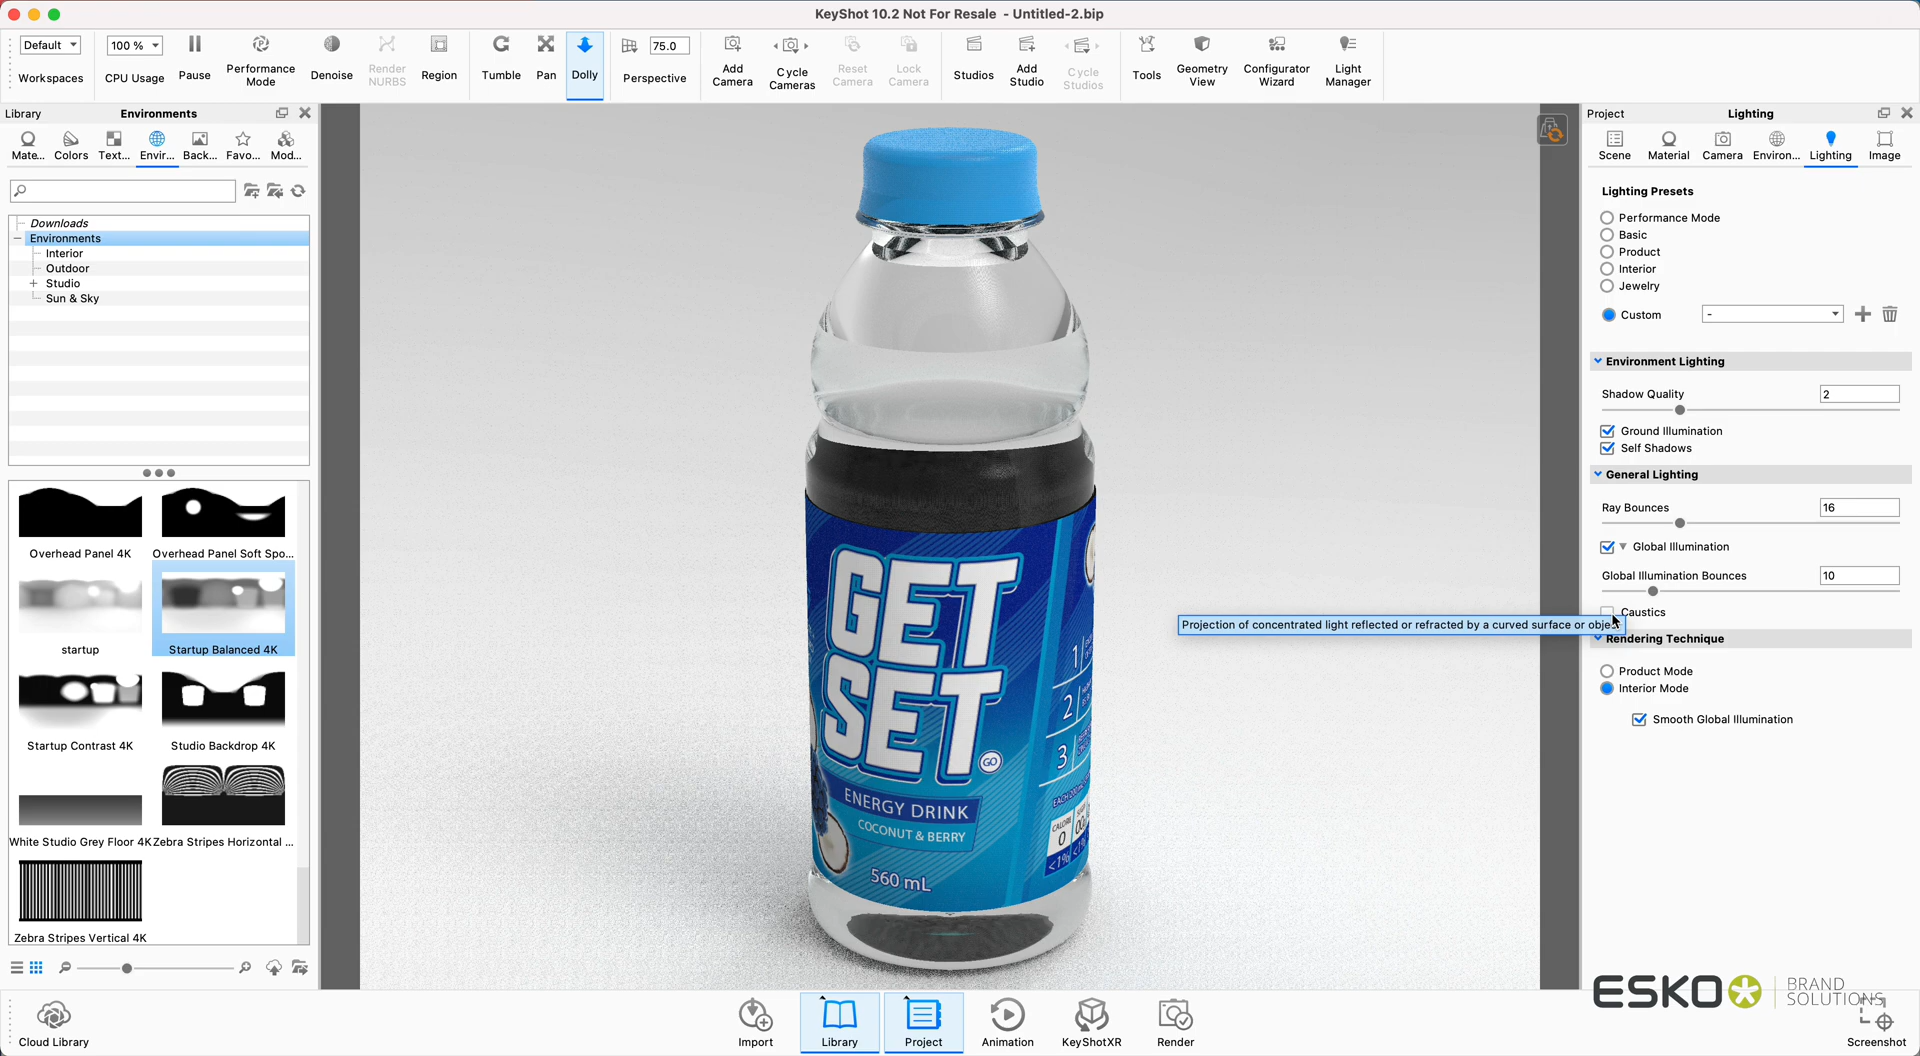 KeyShot 10.2 Not For Resale - Untitled-2.bip
Default
100 %
75.0
Workspaces
CPU Usage
Pause
Performance Mode
Denoise
Render NURBS
Region
Tumble
Pan
Dolly
Perspective
Add Camera
Cycle Cameras
Reset Camera
Lock Camera
Studios
Add Studio
Cycle Studios
Tools
Geometry View
Configurator Wizard
Light Manager
Library
Environments
Mate...
Colors
Text...
Envir...
Back...
Favo...
Mod...
Downloads
Environments
Interior
Outdoor
Studio
Sun & Sky
Overhead Panel 4K
Overhead Panel Soft Spo...
startup
Startup Balanced 4K
Startup Contrast 4K
Studio Backdrop 4K
White Studio Grey Floor 4K
Zebra Stripes Horizontal ...
Zebra Stripes Vertical 4K
GET
SET
GO
ENERGY DRINK
COCONUT & BERRY
560 mL
1
2
3
0
<1%
<1%
Project
Lighting
Scene
Material
Camera
Environ...
Lighting
Image
Lighting Presets
Performance Mode
Basic
Product
Interior
Jewelry
Custom
-
Environment Lighting
Shadow Quality
2
Ground Illumination
Self Shadows
General Lighting
Ray Bounces
16
Global Illumination
Global Illumination Bounces
10
Caustics
Projection of concentrated light reflected or refracted by a curved surface or
Rendering Technique
Product Mode
Interior Mode
Smooth Global Illumination
ESKO
BRAND
SOLUTIONS
Cloud Library
Import
Library
Project
Animation
KeyShotXR
Render
Screenshot